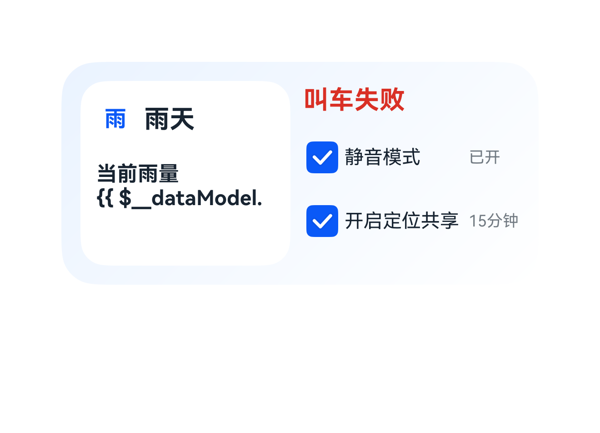 雨 雨天
当前雨量
{{ $__dataModel.
叫车失败
静音模式 已开
开启定位共享 15分钟